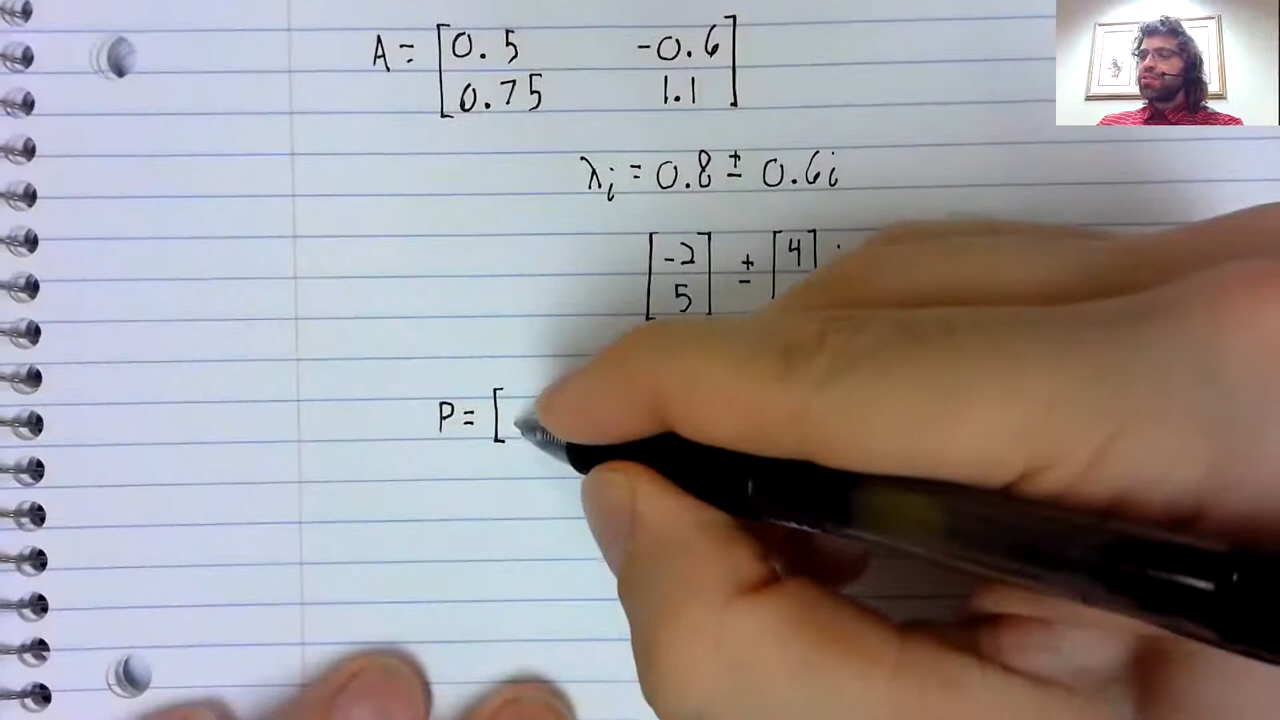 A = [0.5 -0.6
0.75 1.1]
λi = 0.8 ± 0.6i
[-2 5] ± [4
P = [